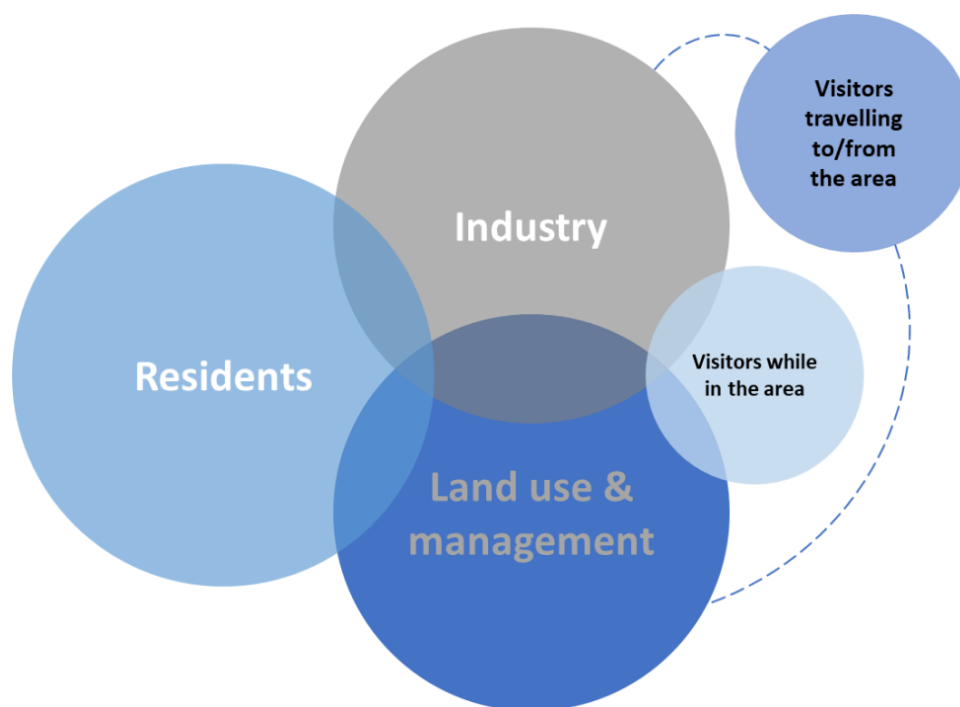 Visitors
travelling
to/from
the area
Industry
Residents
Visitors while
in the area
Land use &
management